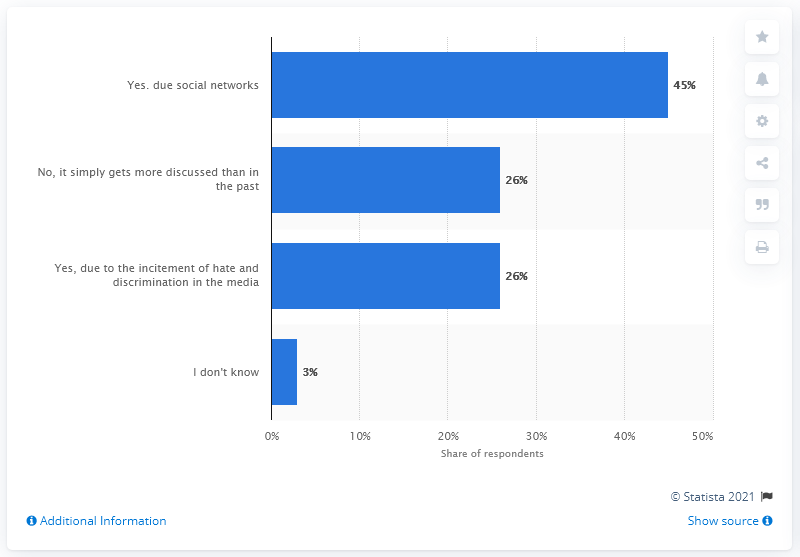 Yes. due social networks
45%
No, it simply gets more discussed than in
the past
26%
Yes, due to the incitement of hate and
discrimination in the media
26%
I don't know
3%
0%
10%
20%
30%
40%
50%
Share of respondents
© Statista 2021
Additional Information
Show source